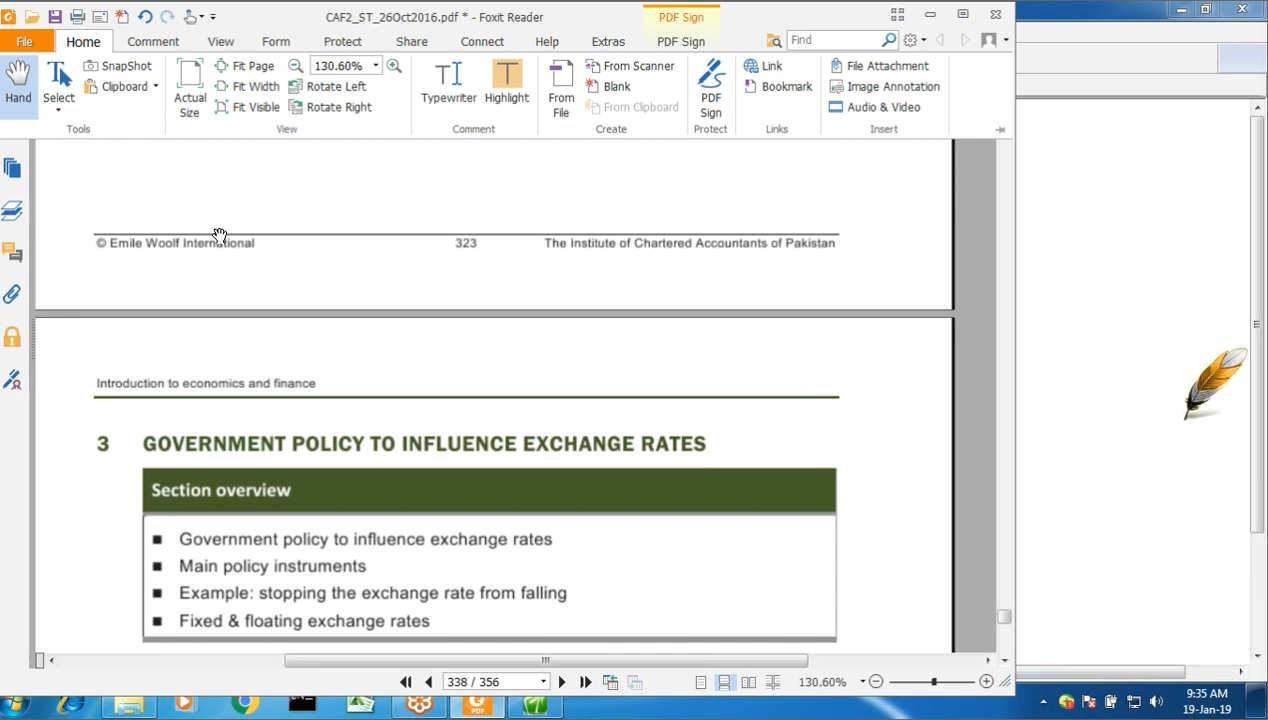 CAF2_ST_26Oct2016.pdf * - Foxit Reader
PDF Sign
File
Home
Comment
View
Form
Protect
Share
Connect
Help
Extras
PDF Sign
Find
Hand
Select
SnapShot
Clipboard
Tools
Actual
Size
Fit Page
Fit Width
Fit Visible
130.60%
Rotate Left
Rotate Right
View
Typewriter
Highlight
Comment
From
File
From Scanner
Blank
From Clipboard
Create
PDF
Sign
Protect
Link
Bookmark
Links
File Attachment
Image Annotation
Audio & Video
Insert
© Emile Woolf International
323
The Institute of Chartered Accountants of Pakistan
Introduction to economics and finance
3 GOVERNMENT POLICY TO INFLUENCE EXCHANGE RATES
Section overview
■ Government policy to influence exchange rates
■ Main policy instruments
■ Example: stopping the exchange rate from falling
■ Fixed & floating exchange rates
338 / 356
130.60%
PDF
9:35 AM
19-Jan-19